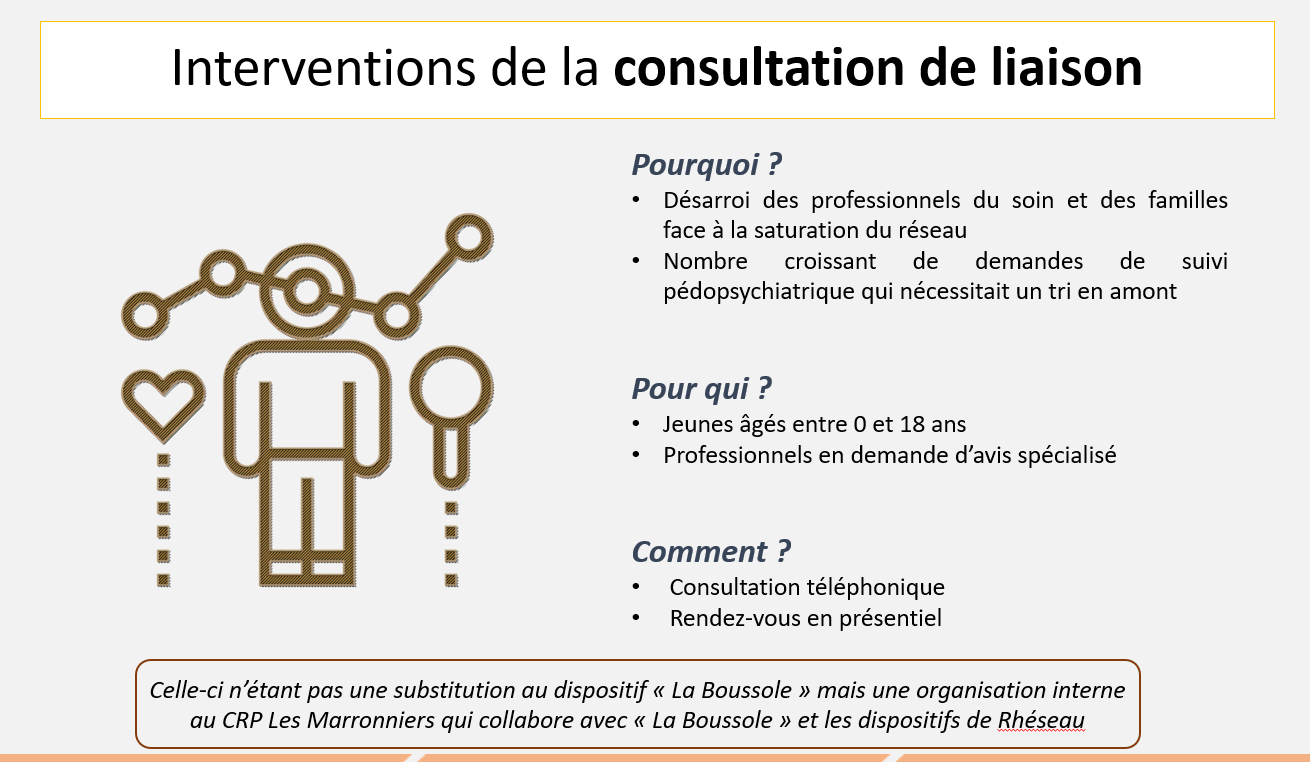 Interventions de la consultation de liaison
Pourquoi ?
• Désarroi des professionnels du soin et des familles
face à la saturation du réseau
• Nombre croissant de demandes de suivi
pédopsychiatrique qui nécessitait un tri en amont
Pour qui ?
• Jeunes âgés entre 0 et 18 ans
• Professionnels en demande d’avis spécialisé
Comment ?
• Consultation téléphonique
• Rendez-vous en présentiel
Celle-ci n’étant pas une substitution au dispositif « La Boussole » mais une organisation interne
au CRP Les Marronniers qui collabore avec « La Boussole » et les dispositifs de Rhéseau